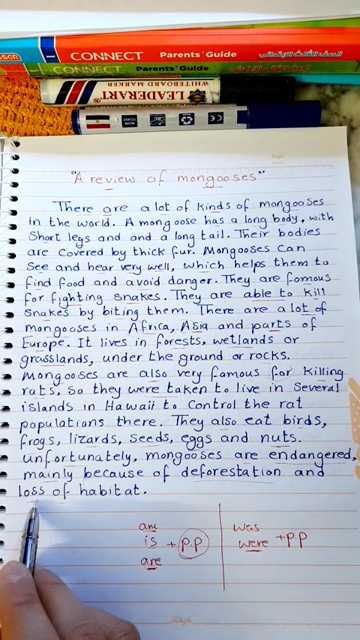 CONNECT Parents' Guide
CONNECT Parents' Guide
WHITEBOARD MARKER
LEADERART
"A review of mongooses"
There are a lot of kinds of mongooses
in the world. A mongoose has a long body, with
Short legs and and a long tail. Their bodies
are covered by thick fur. Mongooses can
See and hear very well, which helps them to
find food and avoid danger. They are famous
for fighting snakes. They are able to kill
snakes by biting them. There are a lot of
mongooses in Africa, Asia and parts of
Europe. It lives in forests, wetlands or
grasslands, under the ground or rocks.
Mongooses are also very famous for killing
rats, So they were taken to live in Several
islands in Hawaii to control the rat
populations there. They also eat birds,
frogs, lizards, seeds, eggs and nuts.
Unfortunately, mongooses are endangered,
mainly because of deforestation and
loss of habitat.
am
is + p.p
are
was
were + p p